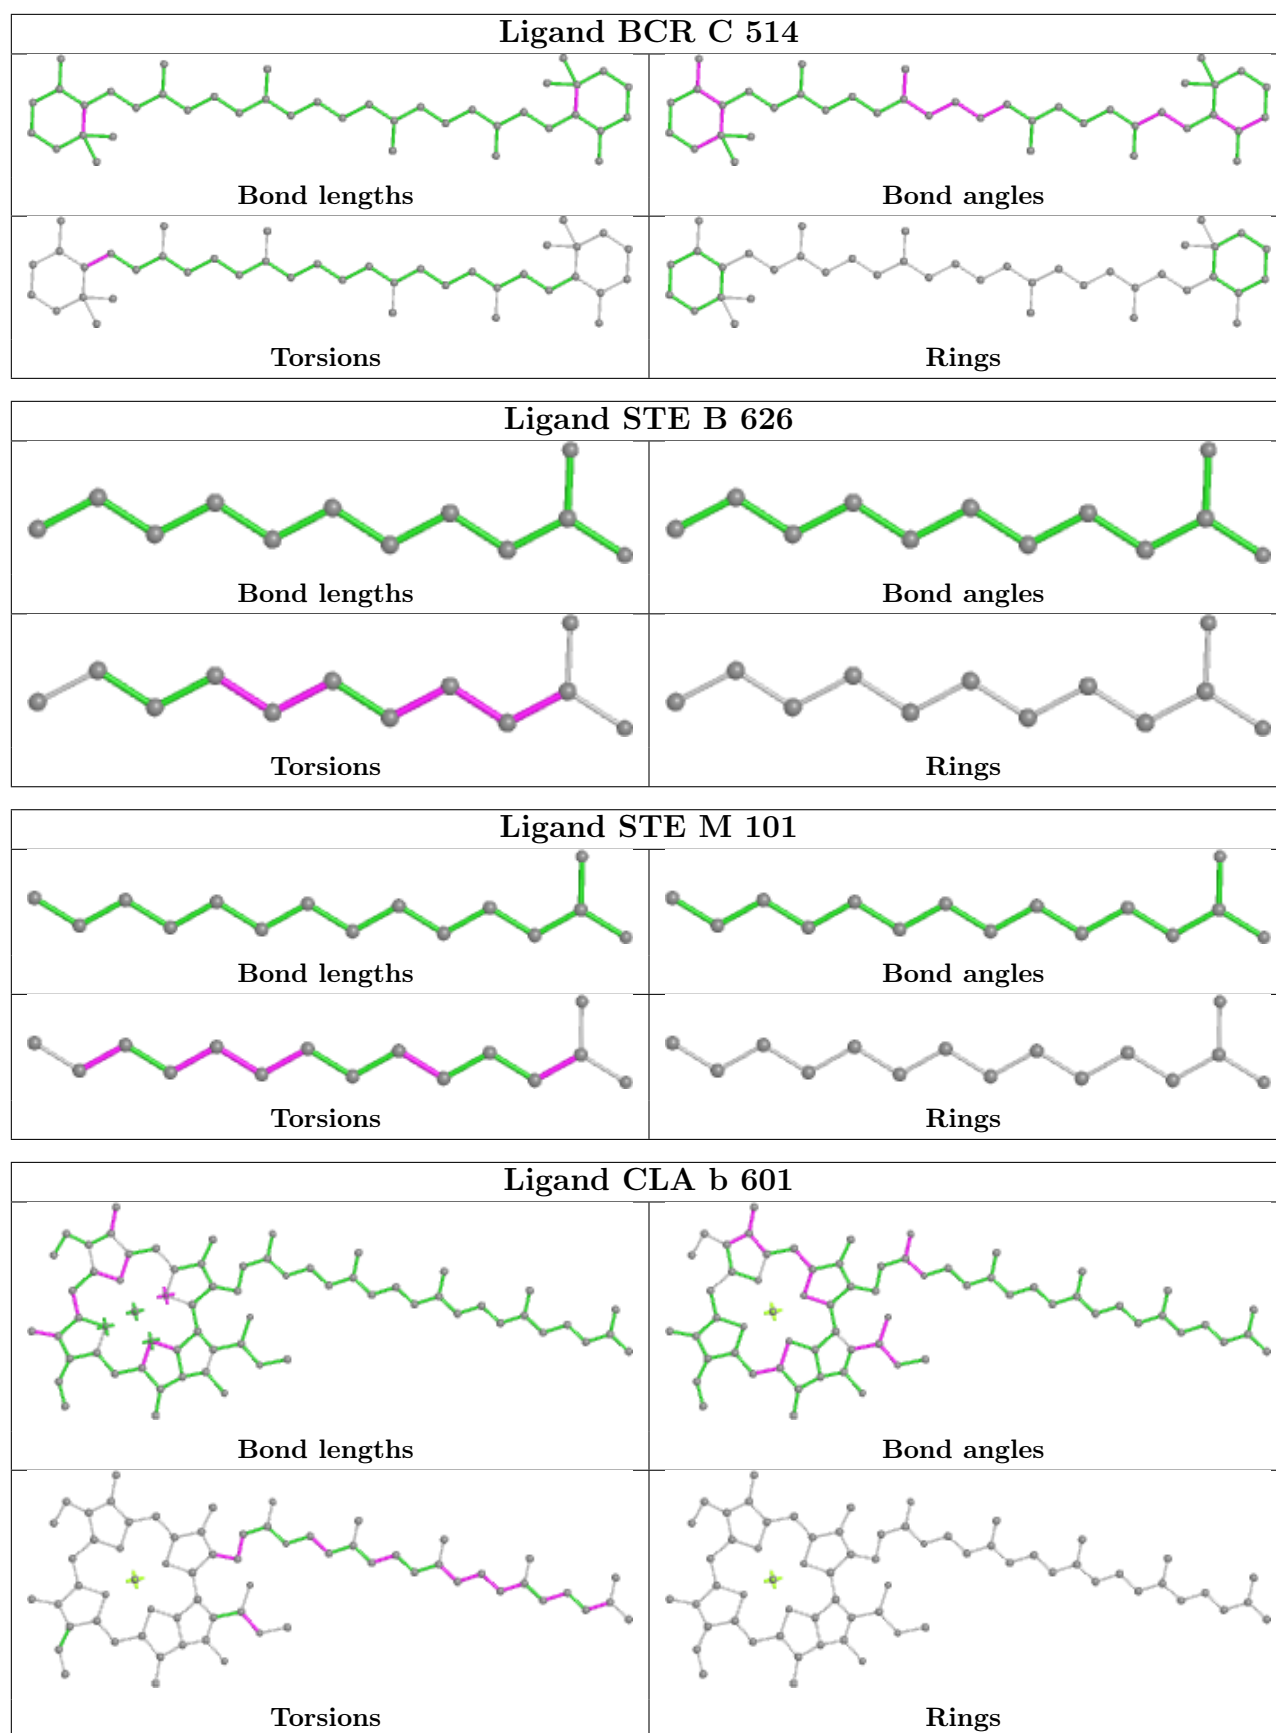 Ligand BCR C 514
Bond lengths Bond angles
Torsions Rings
Ligand STE B 626
Bond lengths Bond angles
Torsions Rings
Ligand STE M 101
Bond lengths Bond angles
Torsions Rings
Ligand CLA b 601
Bond lengths Bond angles
Torsions Rings